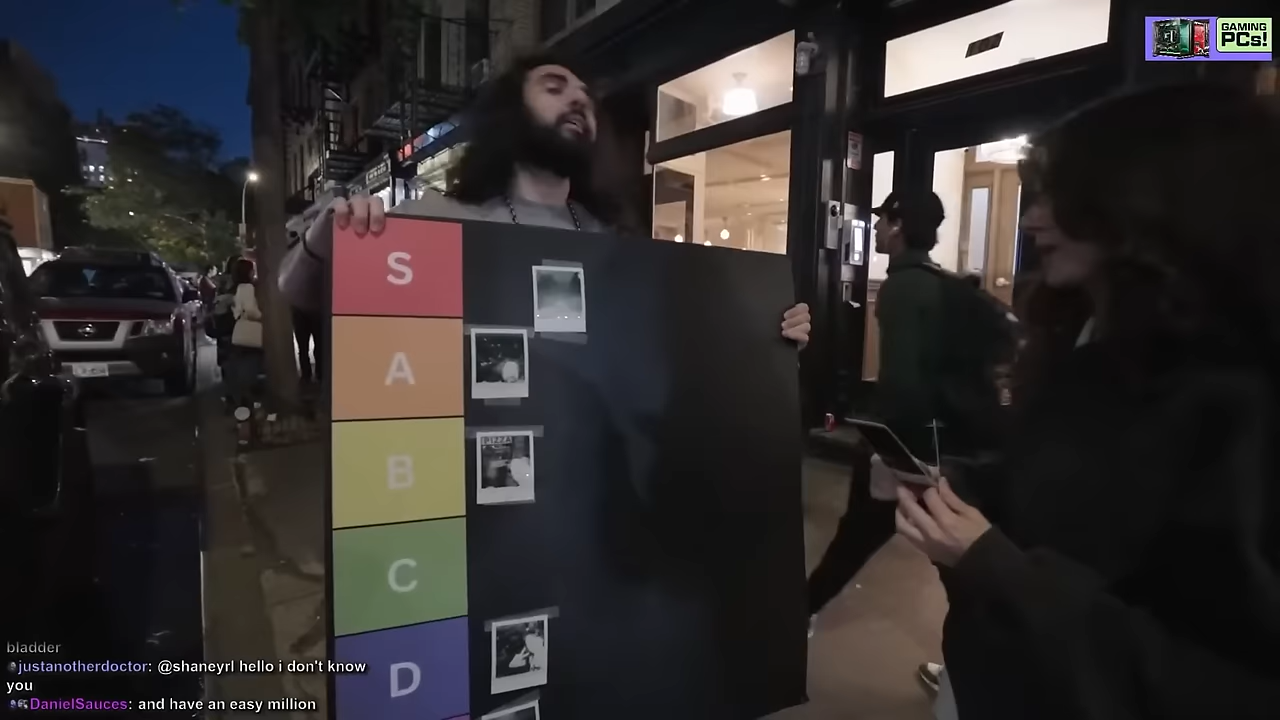 GAMING
PCs!
S
A
PIZZA
B
C
D
bladder
justanotherdoctor: @shaneyrl hello i don't know
you
DanielSauces: and have an easy million